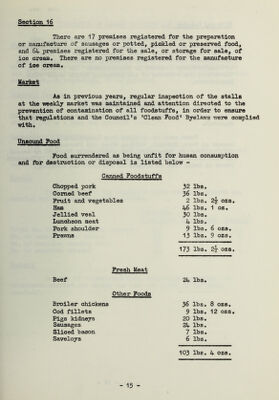 Section 16
There are 17 premises registered for the preparation
or manufacture of sausages or potted, pickled or preserved food,
and 64 premises registered for the sale, or storage for sale, of
ice cream. There are no premises registered for the manufacture
of ice cream.
Market
As in previous years, regular inspection of the stalls
at the weekly market was maintained and attention directed to the
prevention of contamination of all foodstuffs, in order to ensure
that regulations and the Council's 'Clean Food' Byelaws were complied
with.
Unsound Food
Food surrendered as being unfit for human consumption
and for destruction or disposal is listed below -
Canned Foodstuffs
Chopped pork 32 lbs.
Corned beef 36 lbs.
Fruit and vegetables 2 lbs. 2½ ozs.
Ham 46 lbs. 1 oz.
Jellied veal 30 lbs.
Luncheon meat 4 lbs.
Pork shoulder 9 lbs. 6 ozs.
Prawns 13 lbs. 9 ozs.
173 lbs. 2½ ozs.
Fresh Meat
Beef 24 lbs.
Other Foods
Broiler chickens 36 lbs. 8 ozs.
Cod fillets 9 lbs. 12 ozs.
Pigs kidneys 20 lbs.
Sausages 24 lbs.
Sliced bacon 7 lbs.
Saveloys 6 lbs.
103 lbs. 4 ozs.
- 15 -